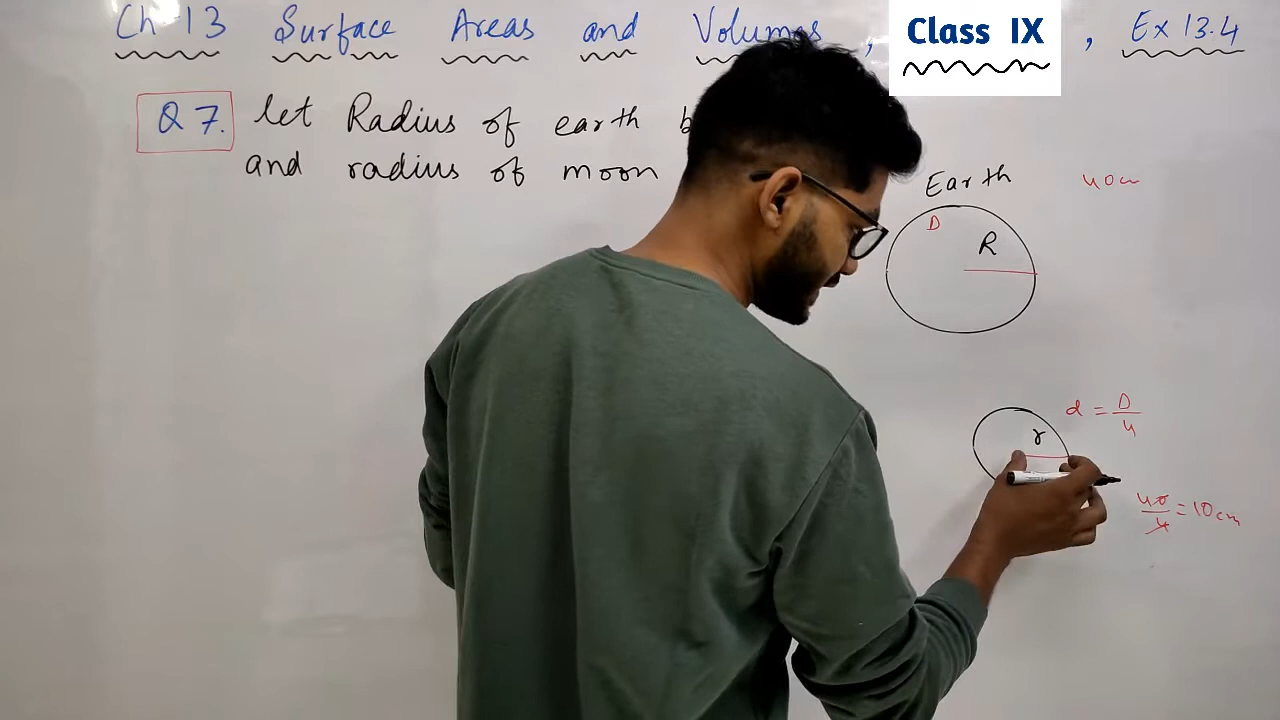 Ch 13 Surface Areas and Volumes , Class IX , Ex 13.4
Q 7. let Radius of earth
and radius of moon
Earth 40cm
D
R
d = D/4
r
40/4 = 10cm